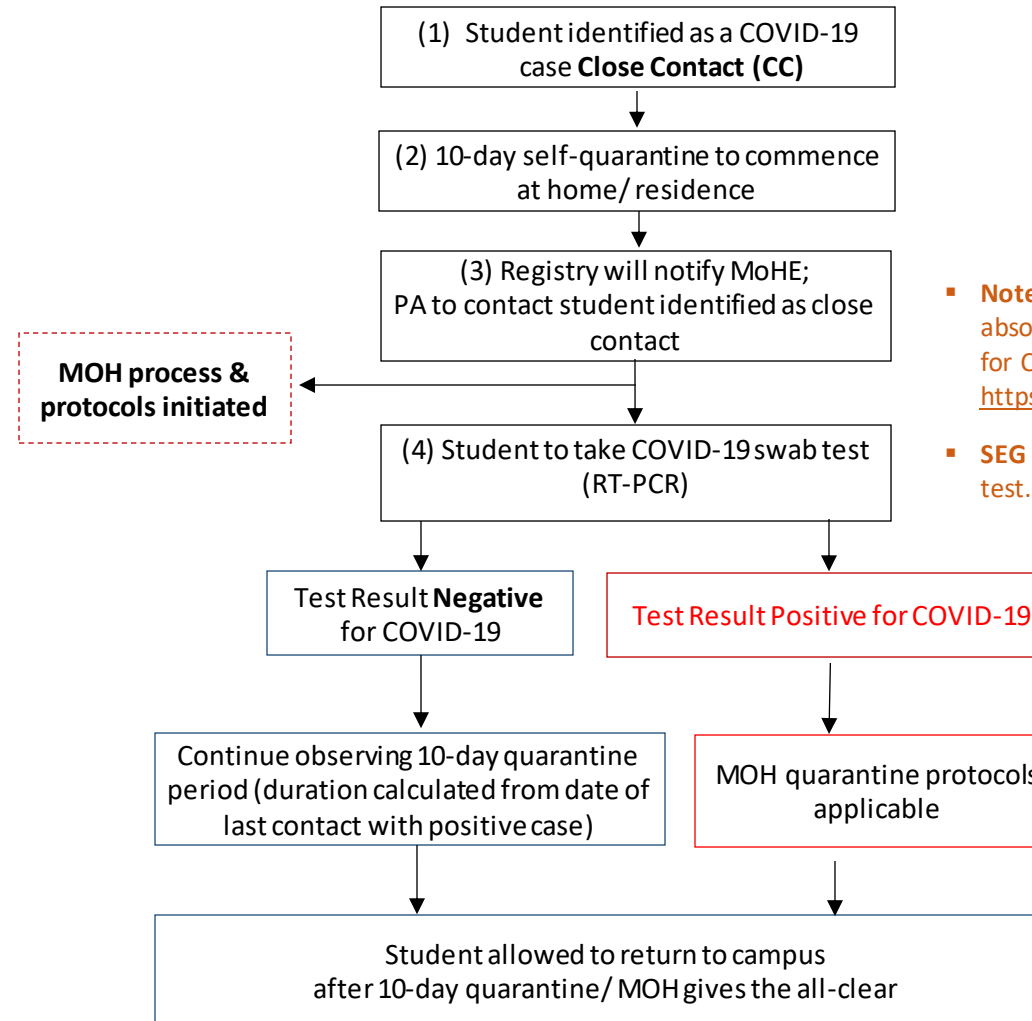 (1) Student identified as a COVID-19
case Close Contact (CC)
(2) 10-day self-quarantine to commence
at home/ residence
(3) Registry will notify MoHE;
PA to contact student identified as close
contact
MOH process &
protocols initiated
(4) Student to take COVID-19 swab test
(RT-PCR)
▪ Note
abso
for C
https
▪ SEG
test.
Test Result Negative
for COVID-19
Test Result Positive for COVID-19
Continue observing 10-day quarantine
period (duration calculated from date of
last contact with positive case)
MOH quarantine protocols
applicable
Student allowed to return to campus
after 10-day quarantine/ MOH gives the all-clear